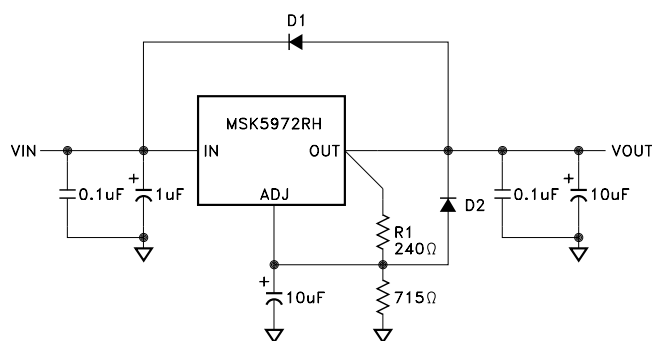 D1
MSK5972RH
VIN
IN
OUT
VOUT
+
0.1uF
1uF
ADJ
D2
+
0.1uF
10uF
R1
240Ω
+
10uF
715Ω